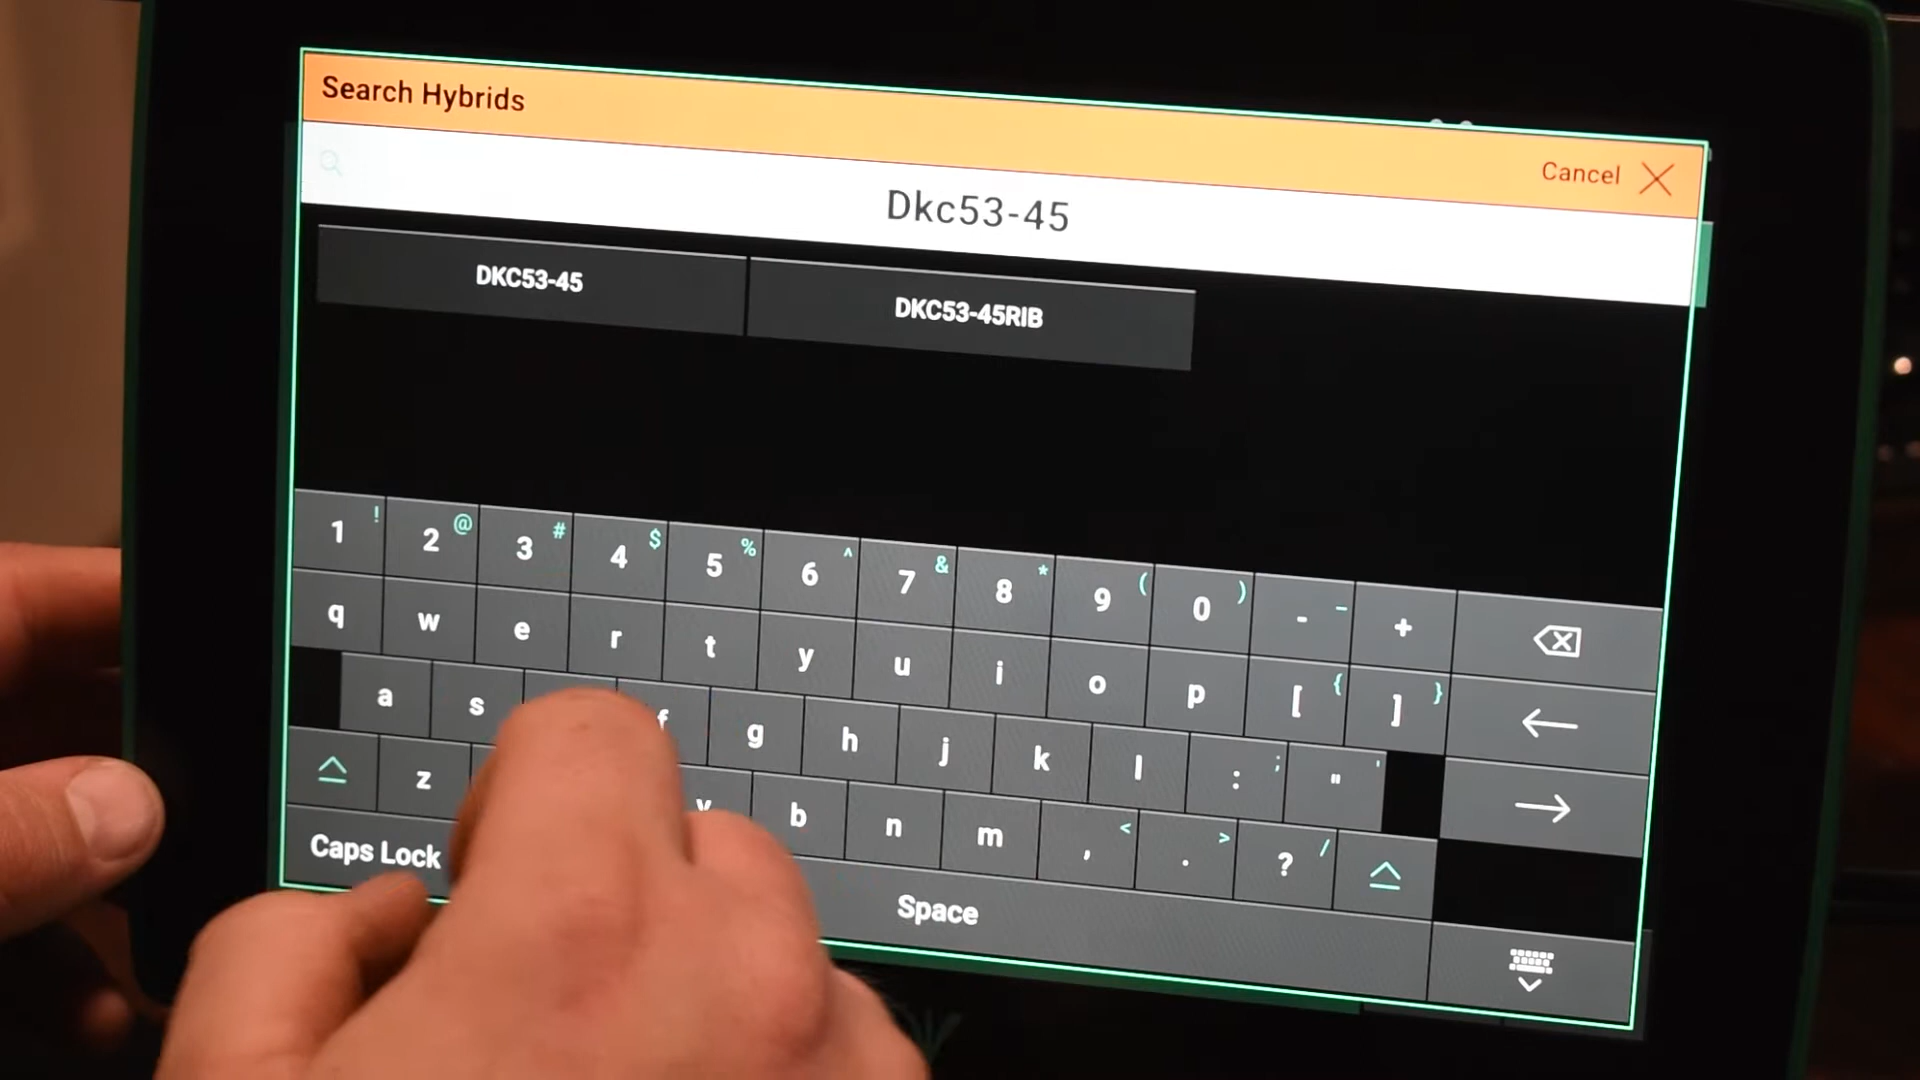 Search Hybrids
Cancel
Dkc53-45
DKC53-45 DKC53-45RIB
1 ! 2 @ 3 # 4 $ 5 % 6 ^ 7 & 8 * 9 ( 0 ) - _ +
q w e r t y u i o p [ { ] }
a s f g h j k l : ; " '
z v b n m , < . > ? /
Caps Lock Space